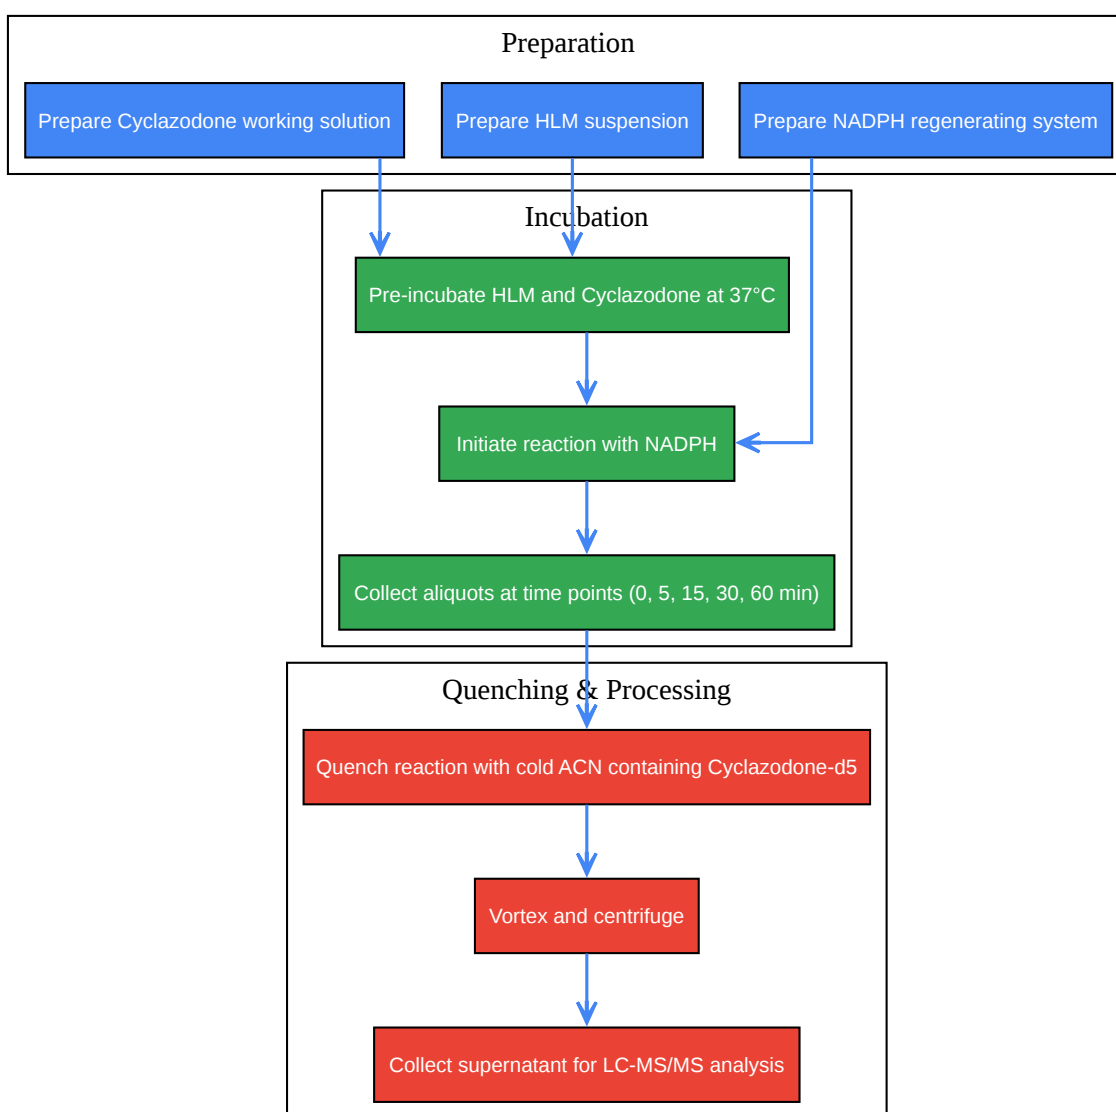 Preparation
Prepare Cyclazodone working solution
Prepare HLM suspension
Prepare NADPH regenerating system
Incubation
Pre-incubate HLM and Cyclazodone at 37°C
Initiate reaction with NADPH
Collect aliquots at time points (0, 5, 15, 30, 60 min)
Quenching & Processing
Quench reaction with cold ACN containing Cyclazodone-d5
Vortex and centrifuge
Collect supernatant for LC-MS/MS analysis